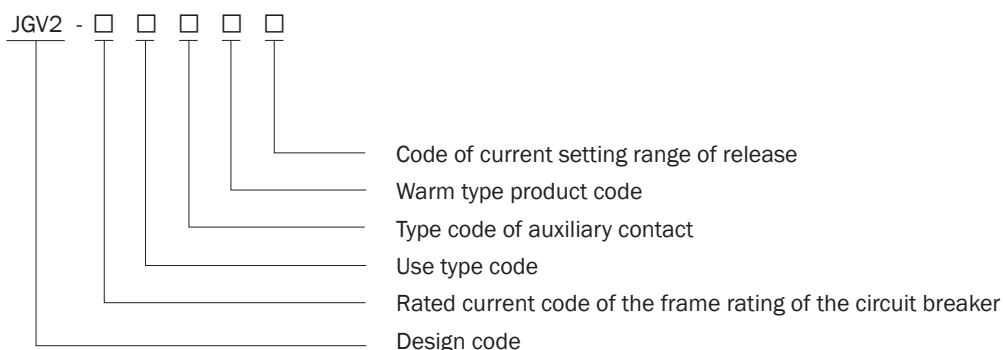 JGV2 - □ □ □ □ □
Code of current setting range of release
Warm type product code
Type code of auxiliary contact
Use type code
Rated current code of the frame rating of the circuit breaker
Design code